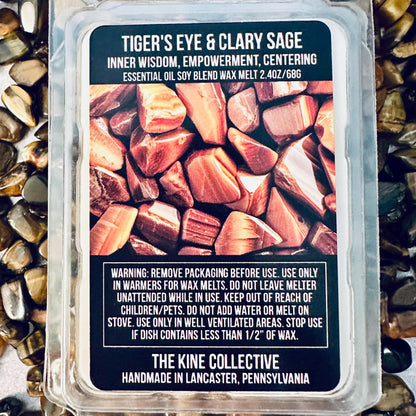 TIGER'S EYE & CLARY SAGE
INNER WISDOM, EMPOWERMENT, CENTERING
ESSENTIAL OIL SOY BLEND WAX MELT 2.4OZ/68G
WARNING: REMOVE PACKAGING BEFORE USE. USE ONLY
IN WARMERS FOR WAX MELTS. DO NOT LEAVE MELTER
UNATTENDED WHILE IN USE. KEEP OUT OF REACH OF
CHILDREN/PETS. DO NOT ADD WATER OR MELT ON
STOVE. USE ONLY IN WELL VENTILATED AREAS. STOP USE
IF DISH CONTAINS LESS THAN 1/2" OF WAX.
THE KINE COLLECTIVE
HANDMADE IN LANCASTER, PENNSYLVANIA